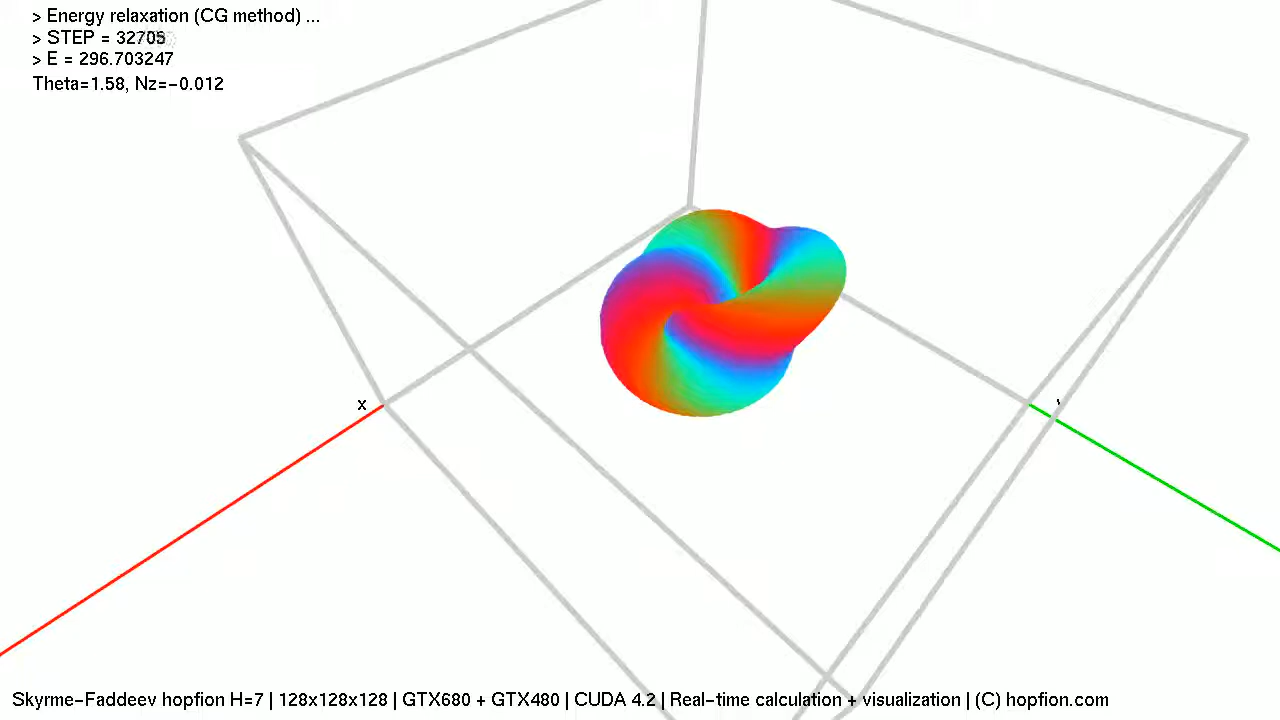 > Energy relaxation (CG method) ...
> STEP = 32705
> E = 296.703247
Theta=1.58, Nz=−0.012
x
Skyrme−Faddeev hopfion H=7 | 128x128x128 | GTX680 + GTX480 | CUDA 4.2 | Real−time calculation + visualization | (C) hopfion.com